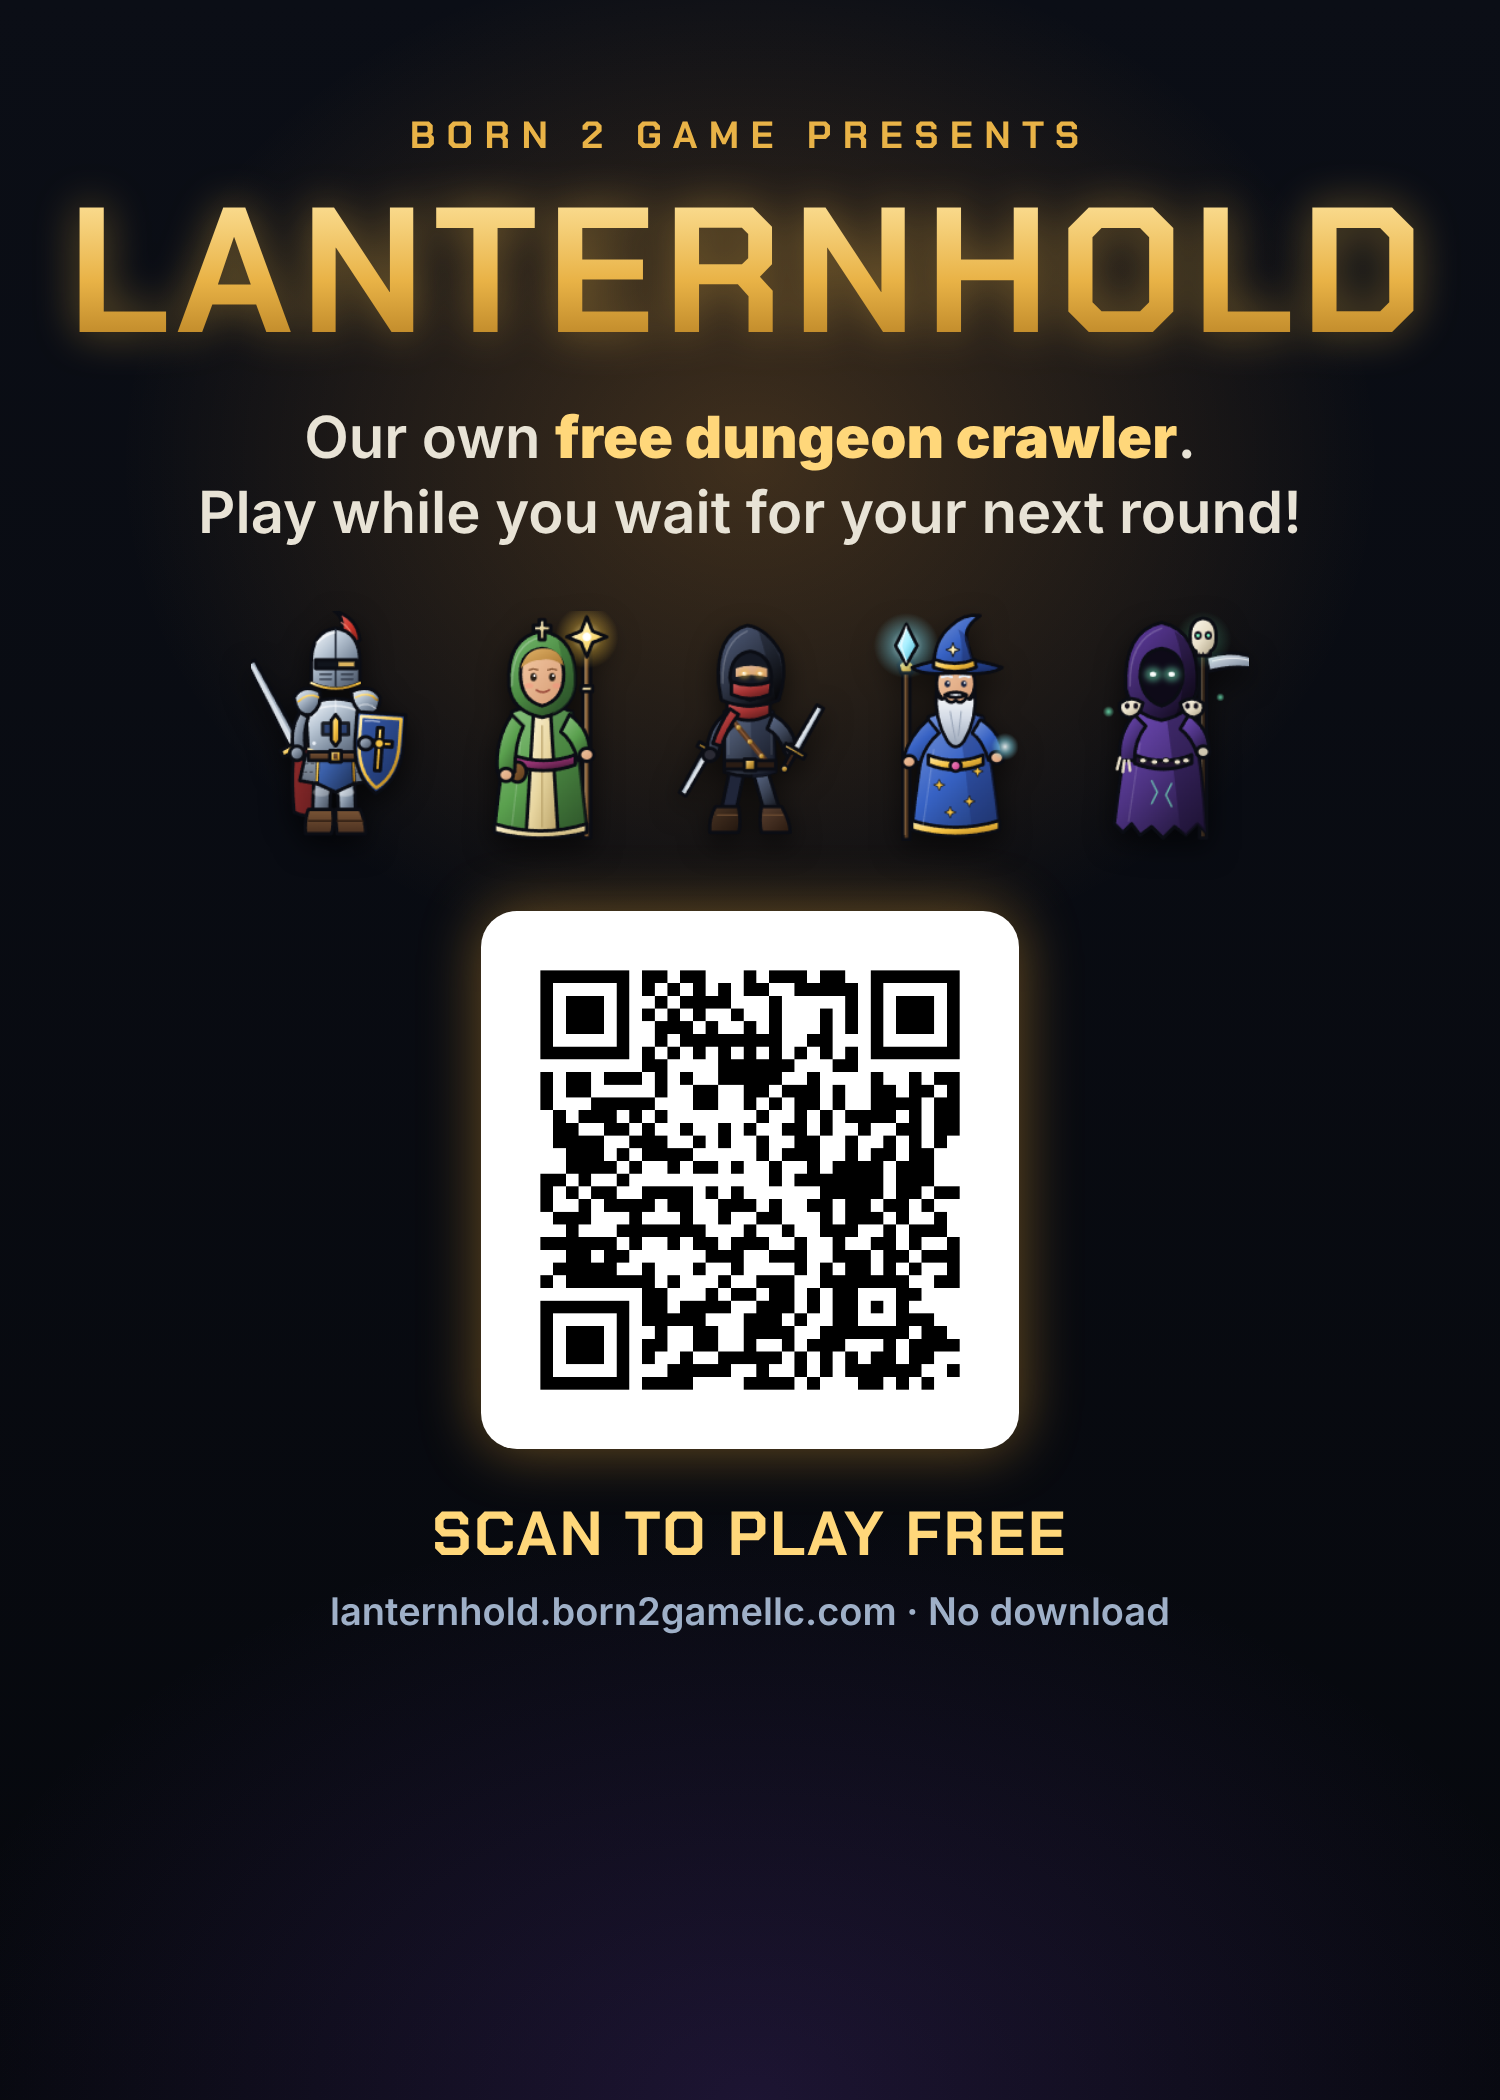 BORN 2 GAME PRESENTS
LANTERNHOLD
Our own free dungeon crawler.
Play while you wait for your next round!
SCAN TO PLAY FREE
lanternhold.born2gamellc.com · No download